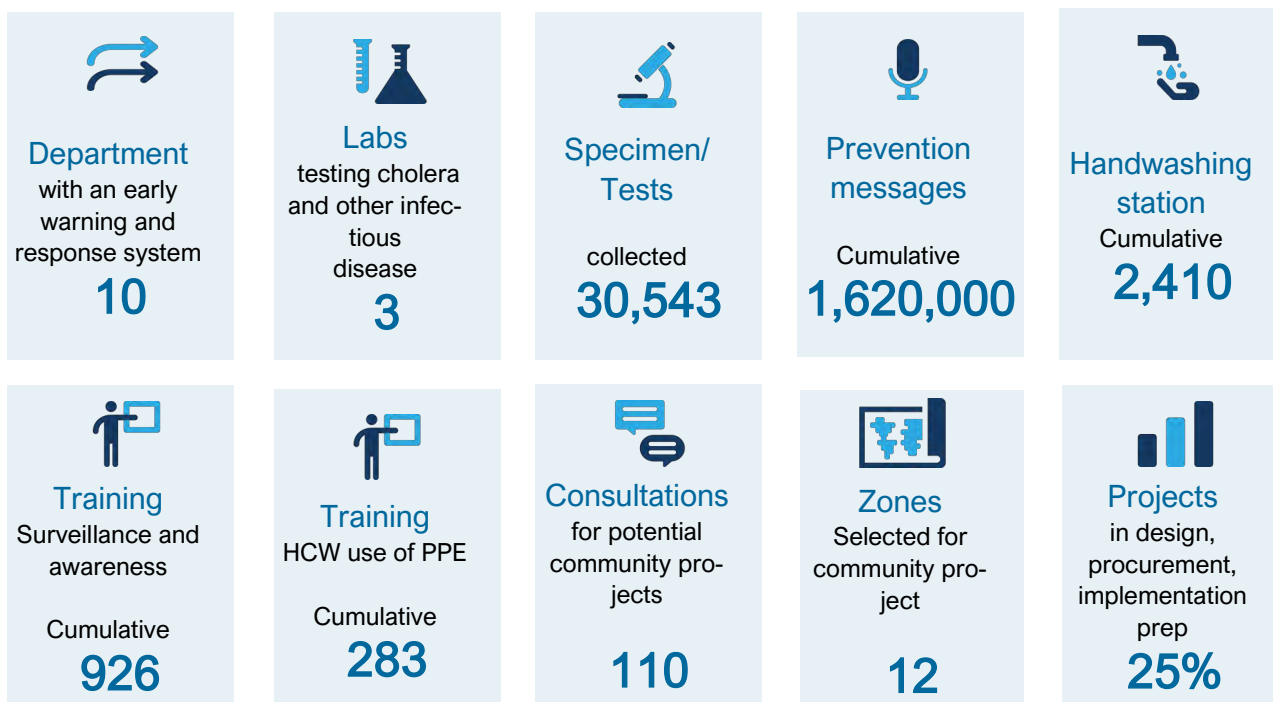 Department
with an early
warning and
response system
10
Labs
testing cholera
and other infec-
tious
disease
3
Specimen/
Tests
collected
30,543
Prevention
messages
Cumulative
1,620,000
Handwashing
station
Cumulative
2,410
Training
Surveillance and
awareness
Cumulative
926
Training
HCW use of PPE
Cumulative
283
Consultations
for potential
community pro-
jects
110
Zones
Selected for
community pro-
ject
12
Projects
in design,
procurement,
implementation
prep
25%